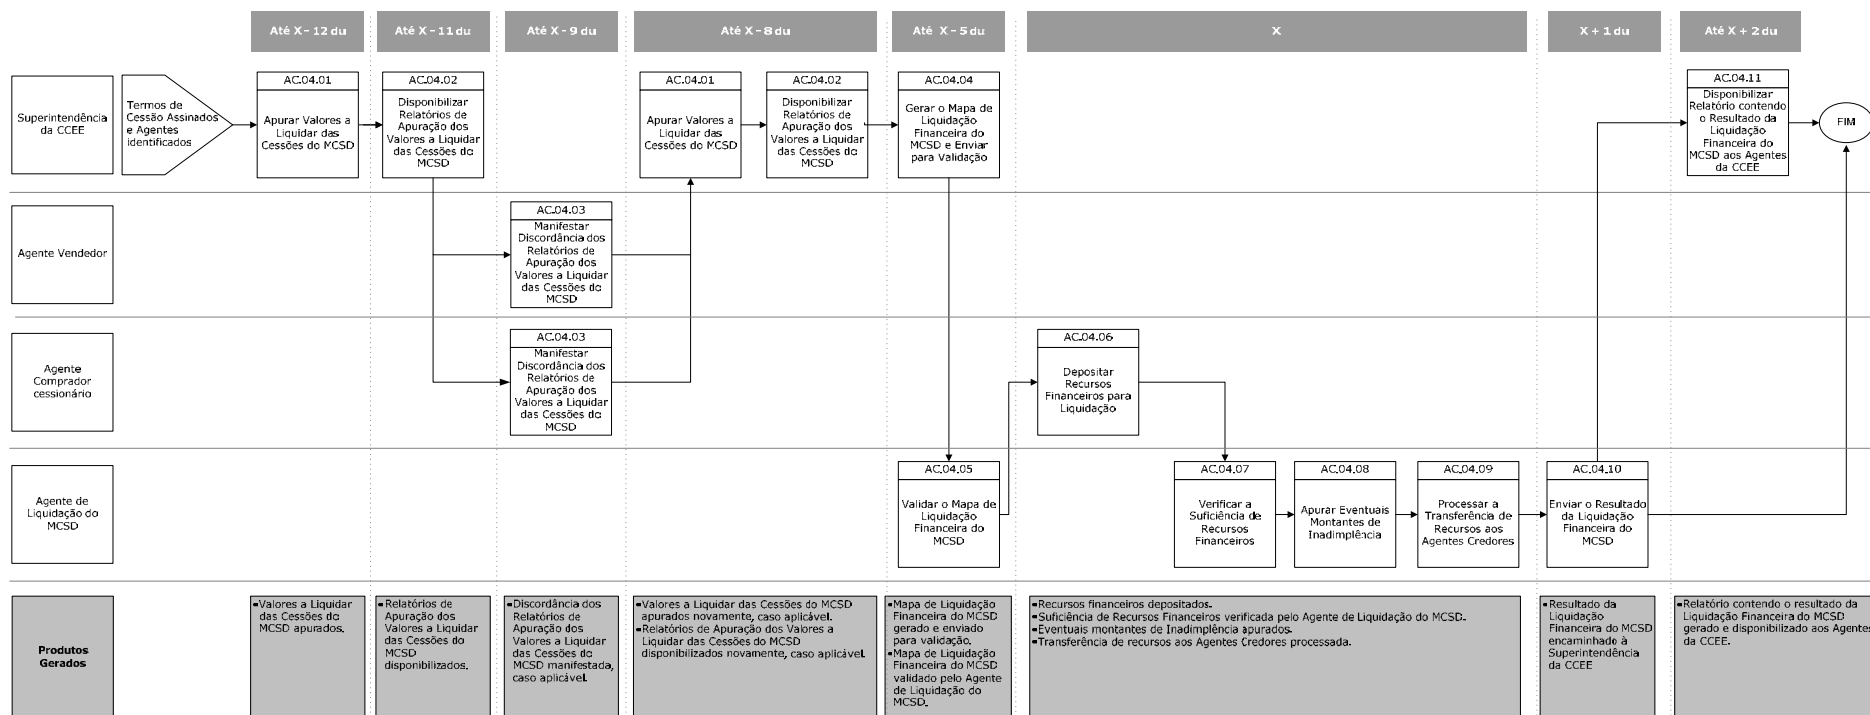 Até X - 12 du
Até X - 11 du
Até X - 9 du
Até X - 8 du
Até X - 5 du
X
X + 1 du
Até X + 2 du
Superintendência
da CCEE
Termos de
Cessão Assinados
e Agentes
identificados
AC.04.01
Apurar Valores a
Liquidar das
Cessões do MCSD
AC.04.02
Disponibilizar
Relatórios de
Apuração dos
Valores a Liquidar
das Cessões do
MCSD
AC.04.01
Apurar Valores a
Liquidar das
Cessões do MCSD
AC.04.02
Disponibilizar
Relatórios de
Apuração dos
Valores a Liquidar
das Cessões do
MCSD
AC.04.04
Gerar o Mapa de
Liquidação
Financeira do
MCSD e Enviar
para Validação
AC.04.11
Disponibilizar
Relatório contendo
o Resultado da
Liquidação
Financeira do
MCSD aos Agentes
da CCEE
FIM
Agente Vendedor
AC.04.03
Manifestar
Discordância dos
Relatórios de
Apuração dos
Valores a Liquidar
das Cessões do
MCSD
Agente
Comprador
cessionário
AC.04.03
Manifestar
Discordância dos
Relatórios de
Apuração dos
Valores a Liquidar
das Cessões do
MCSD
AC.04.06
Depositar
Recursos
Financeiros para
Liquidação
Agente de
Liquidação do
MCSD
AC.04.05
Validar o Mapa de
Liquidação
Financeira do
MCSD
AC.04.07
Verificar a
Suficiência de
Recursos
Financeiros
AC.04.08
Apurar Eventuais
Montantes de
Inadimplência
AC.04.09
Processar a
Transferência de
Recursos aos
Agentes Credores
AC.04.10
Enviar o Resultado
da Liquidação
Financeira do
MCSD
Produtos
Gerados
▪Valores a Liquidar
das Cessões do
MCSD apurados.
▪Relatórios de
Apuração dos
Valores a Liquidar
das Cessões do
MCSD
disponibilizados.
▪Discordância dos
Relatórios de
Apuração dos
Valores a Liquidar
das Cessões do
MCSD manifestada,
caso aplicável.
▪Valores a Liquidar das Cessões do MCSD
apurados novamente, caso aplicável.
▪Relatórios de Apuração dos Valores a
Liquidar das Cessões do MCSD
disponibilizados novamente, caso aplicável.
▪Mapa de Liquidação
Financeira do MCSD
gerado e enviado
para validação.
▪Mapa de Liquidação
Financeira do MCSD
validado pelo Agente
de Liquidação do
MCSD.
▪Recursos financeiros depositados.
▪Suficiência de Recursos Financeiros verificada pelo Agente de Liquidação do MCSD.
▪Eventuais montantes de Inadimplência apurados.
▪Transferência de recursos aos Agentes Credores processada.
▪Resultado da
Liquidação
Financeira do MCSD
encaminhado à
Superintendência
da CCEE
▪Relatório contendo o resultado da
Liquidação Financeira do MCSD
gerado e disponibilizado aos Agentes
da CCEE.